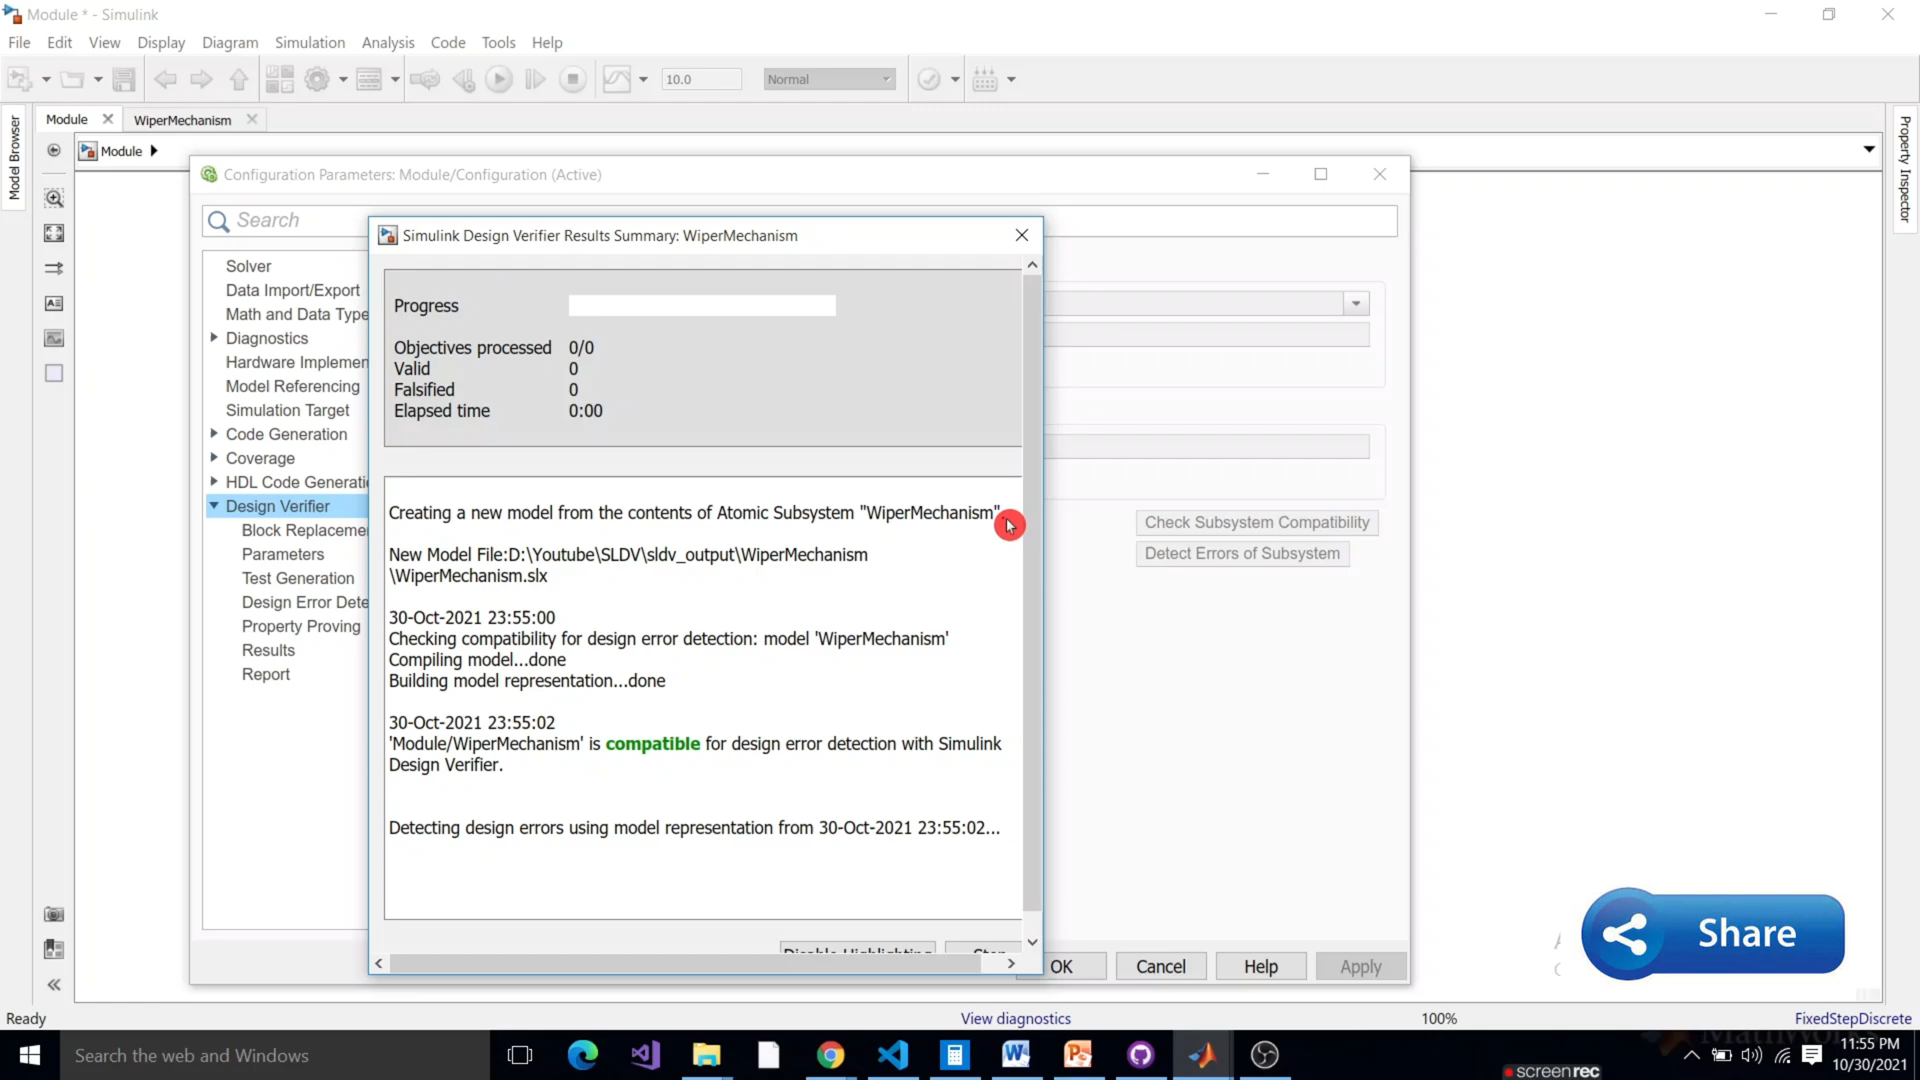 Module * - Simulink
File Edit View Display Diagram Simulation Analysis Code Tools Help
10.0 Normal
Module WiperMechanism
Model Browser
Property Inspector
Module
Configuration Parameters: Module/Configuration (Active)
Search
Solver
Data Import/Export
Math and Data Type
Diagnostics
Hardware Implemen
Model Referencing
Simulation Target
Code Generation
Coverage
HDL Code Generati
Design Verifier
Block Replaceme
Parameters
Test Generation
Design Error Dete
Property Proving
Results
Report
Simulink Design Verifier Results Summary: WiperMechanism
Progress
Objectives processed 0/0
Valid 0
Falsified 0
Elapsed time 0:00
Creating a new model from the contents of Atomic Subsystem "WiperMechanism"
New Model File:D:\Youtube\SLDV\sldv_output\WiperMechanism
\WiperMechanism.slx
30-Oct-2021 23:55:00
Checking compatibility for design error detection: model 'WiperMechanism'
Compiling model...done
Building model representation...done
30-Oct-2021 23:55:02
'Module/WiperMechanism' is compatible for design error detection with Simulink
Design Verifier.
Detecting design errors using model representation from 30-Oct-2021 23:55:02...
Disable Highlighting Stop
Check Subsystem Compatibility
Detect Errors of Subsystem
OK Cancel Help Apply
Share
Ready View diagnostics 100% FixedStepDiscrete
Search the web and Windows
screenrec
11:55 PM
10/30/2021